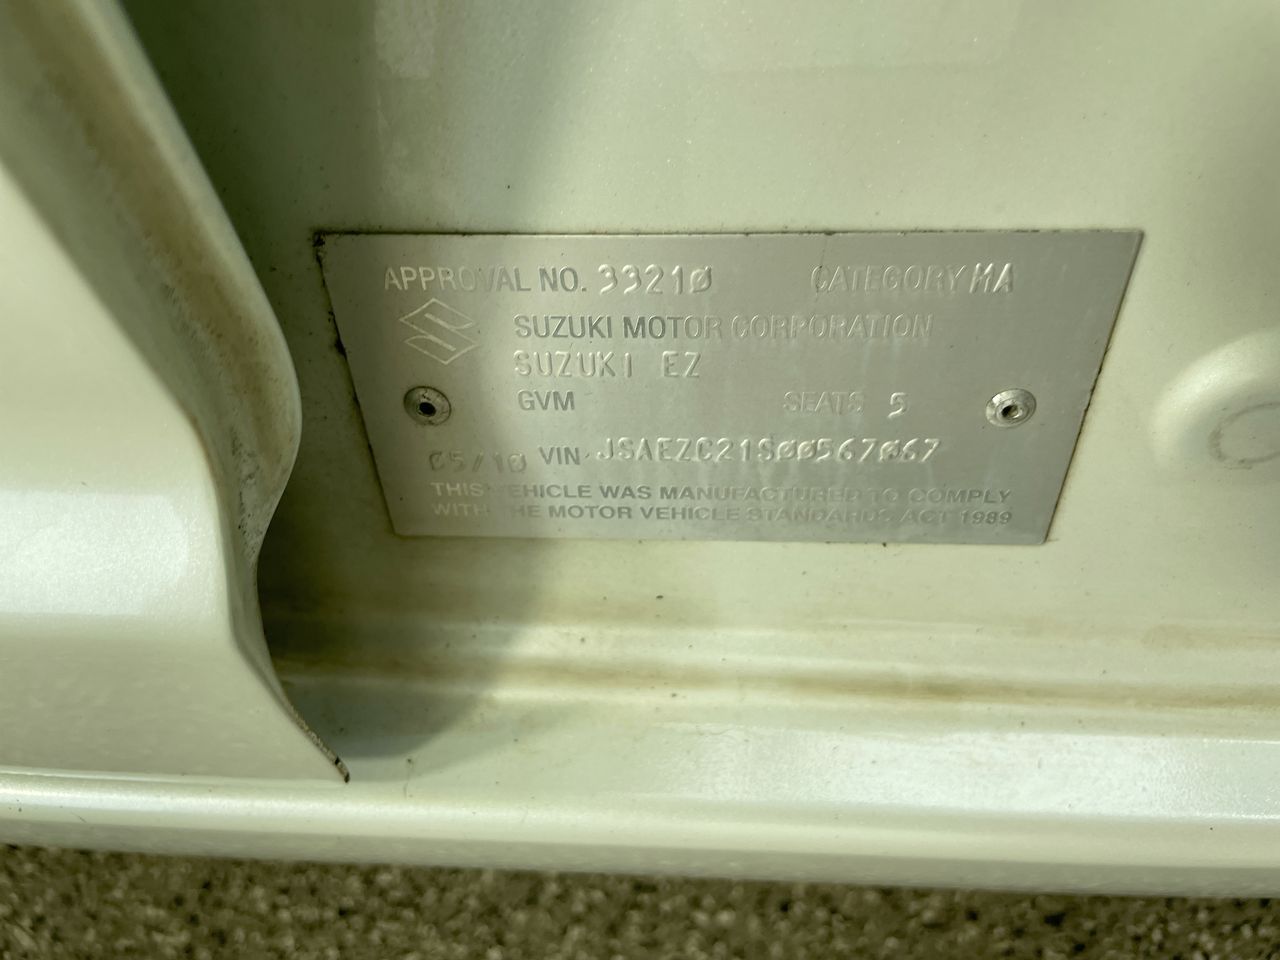 APPROVAL NO. 33210 CATEGORY MA
SUZUKI MOTOR CORPORATION
SUZUKI EZ
GVM SEATS 5
05/10 VIN JSAEZC21S00567067
THIS VEHICLE WAS MANUFACTURED TO COMPLY
WITH THE MOTOR VEHICLE STANDARDS ACT 1989